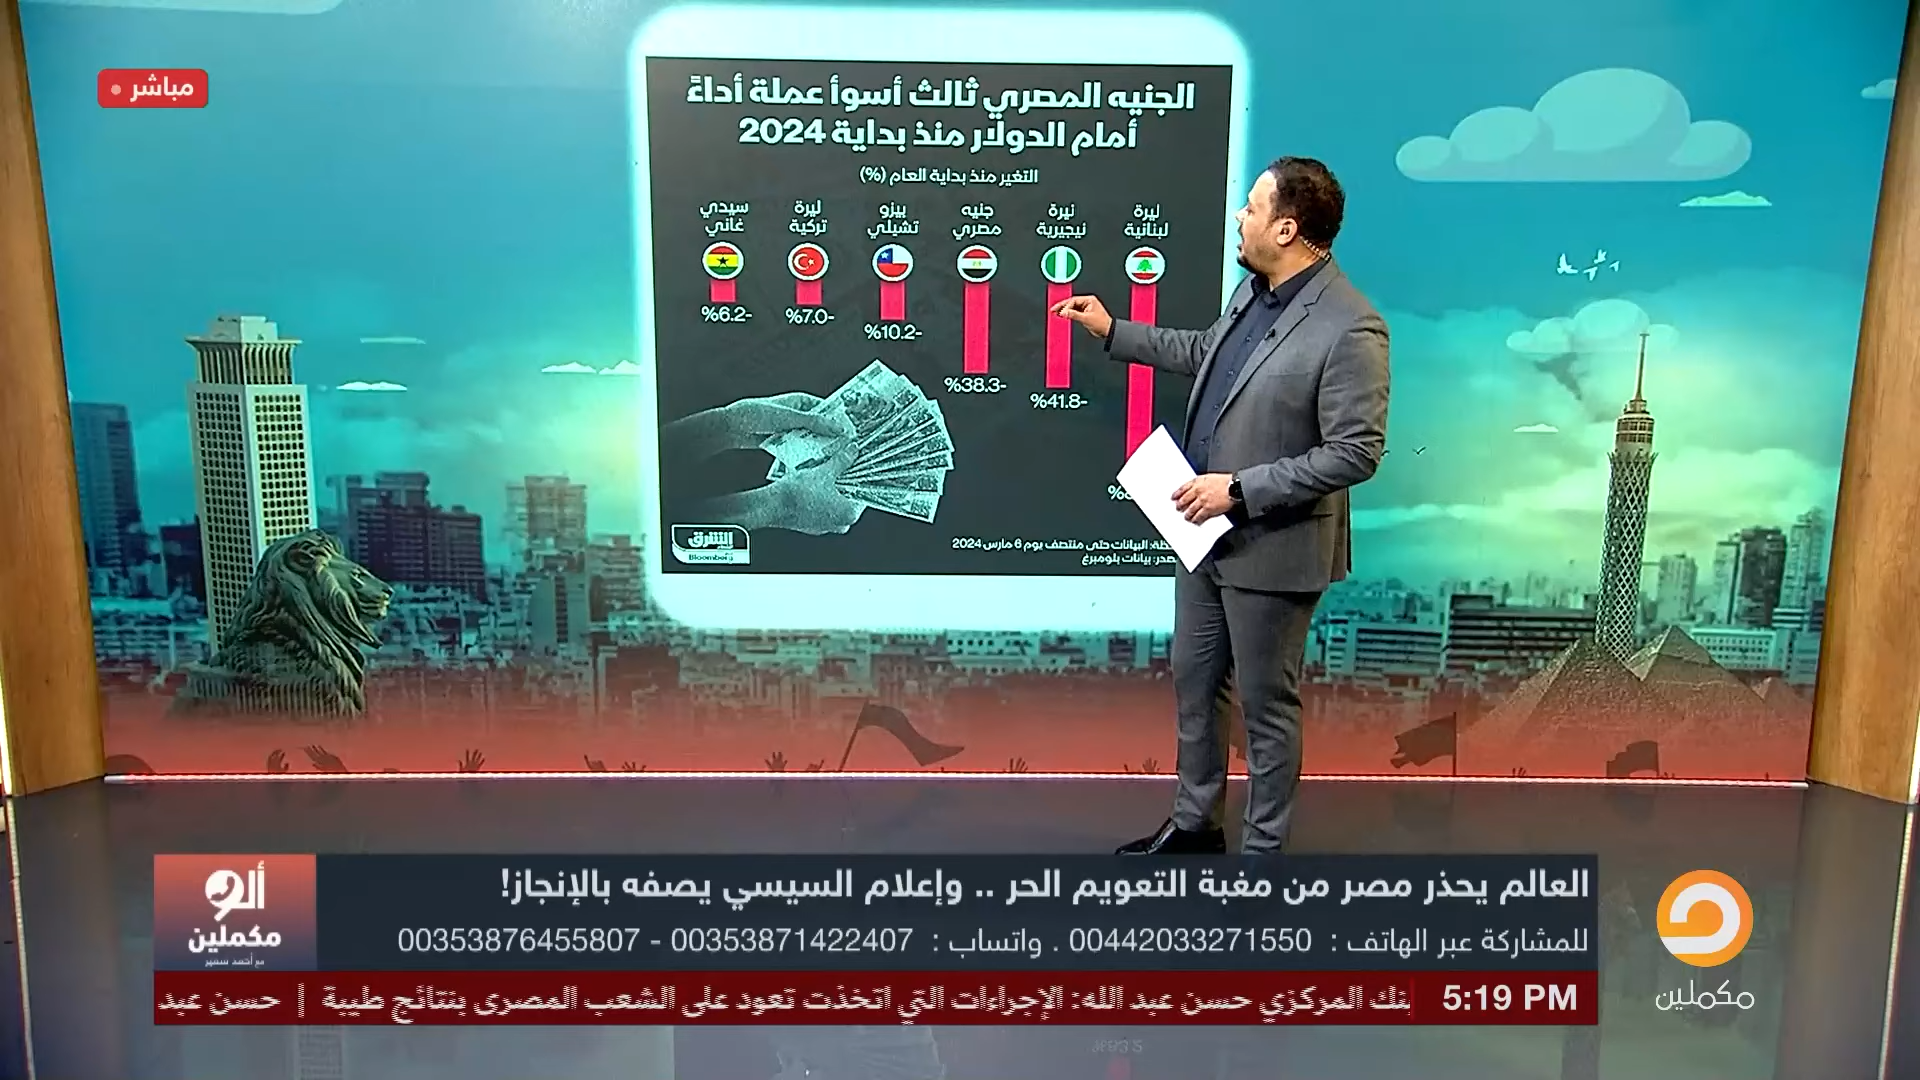 مباشر
الجنيه المصري ثالث أسوأ عملة أداءً
أمام الدولار منذ بداية 2024
التغير منذ بداية العام (%)
ليرة لبنانية
نيرة نيجيرية
جنيه مصري
بيزو تشيلي
ليرة تركية
سيدي غاني
%41.8-
%38.3-
%10.2-
%7.0-
%6.2-
البيانات حتى منتصف يوم 6 مارس 2024
بيانات بلومبرغ
الشرق
Bloomberg
العالم يحذر مصر من مغبة التعويم الحر .. وإعلام السيسي يصفه بالإنجاز!
للمشاركة عبر الهاتف : 00442033271550 . واتساب : 00353871422407 - 00353876455807
ألو
مكملين
مع أحمد سمير
5:19 PM
المركزي حسن عبد الله: الإجراءات التي اتخذت تعود على الشعب المصري بنتائج طيبة | حسن عبد
مكملين